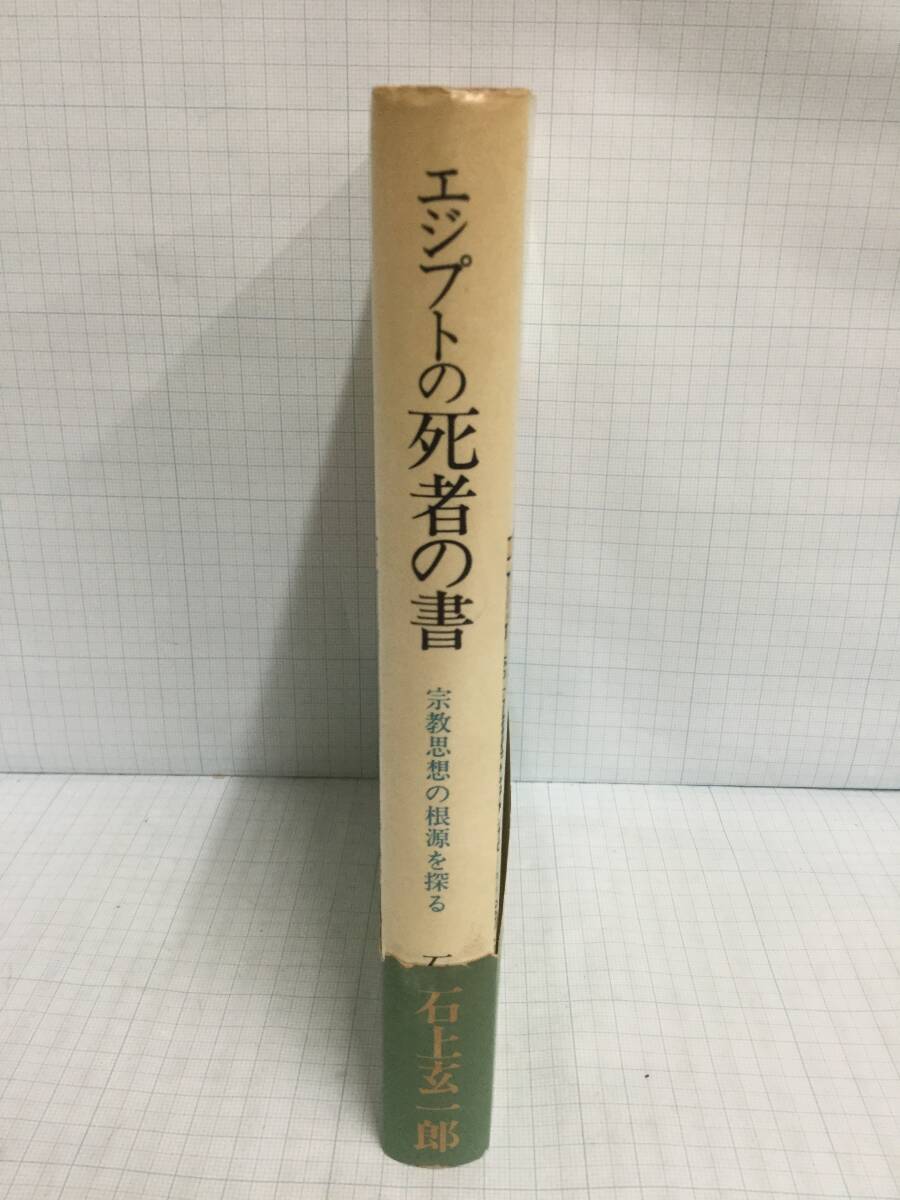 エジプトの死者の書
宗教思想の根源を探る
石
石上玄一郎